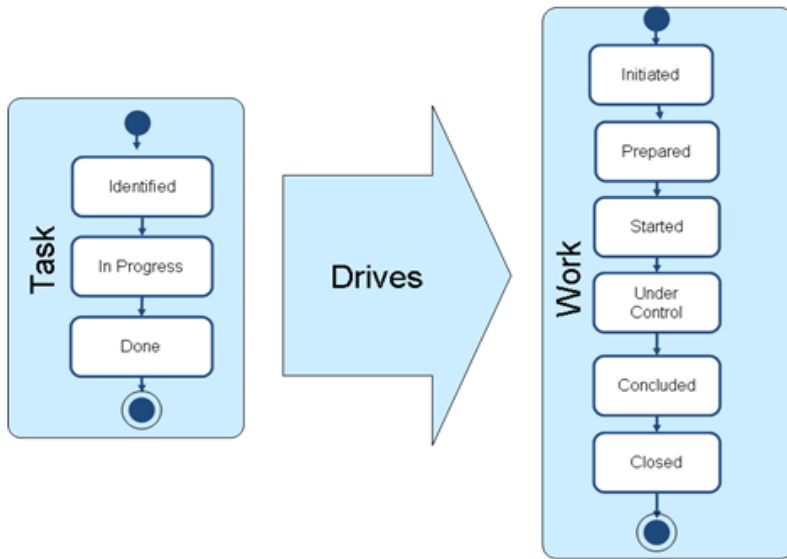 Task
Identified
In Progress
Done
Drives
Work
Initiated
Prepared
Started
Under
Control
Concluded
Closed